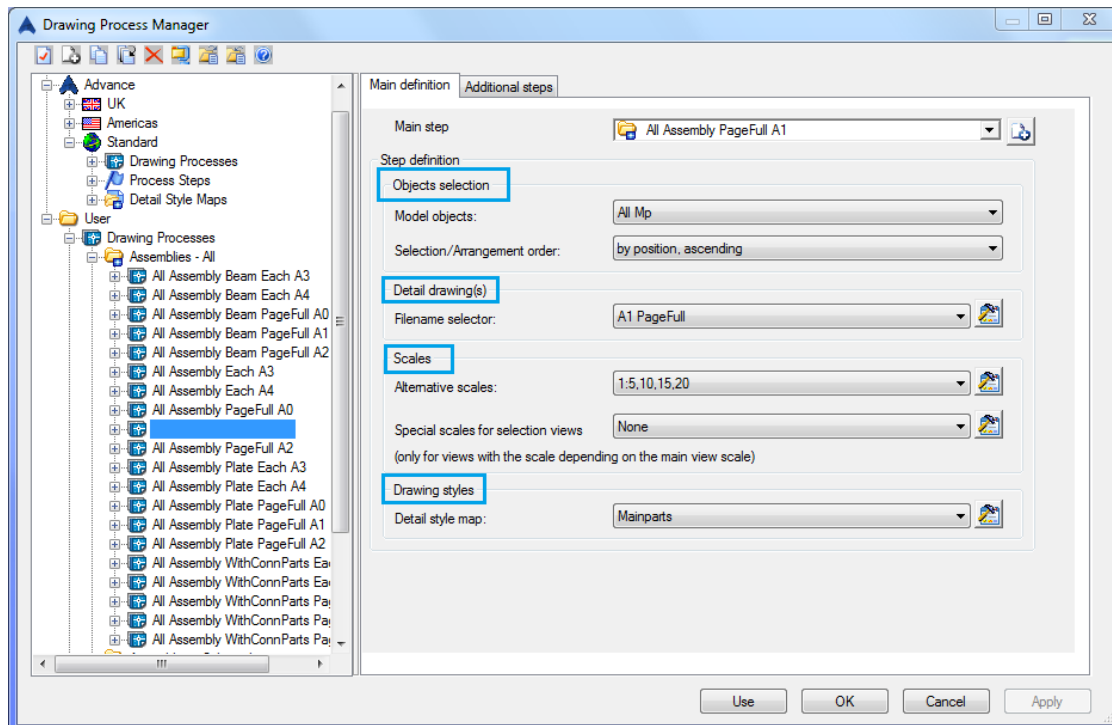 Drawing Process Manager
Advance
UK
Americas
Standard
Drawing Processes
Process Steps
Detail Style Maps
User
Drawing Processes
Assemblies - All
All Assembly Beam Each A3
All Assembly Beam Each A4
All Assembly Beam PageFull A0
All Assembly Beam PageFull A1
All Assembly Beam PageFull A2
All Assembly Each A3
All Assembly Each A4
All Assembly PageFull A0
All Assembly PageFull A2
All Assembly Plate Each A3
All Assembly Plate Each A4
All Assembly Plate PageFull A0
All Assembly Plate PageFull A1
All Assembly Plate PageFull A2
All Assembly WithConnParts Ea
All Assembly WithConnParts Ea
All Assembly WithConnParts Pa
All Assembly WithConnParts Pa
All Assembly WithConnParts Pa
Main definition Additional steps
Main step All Assembly PageFull A1
Step definition
Objects selection
Model objects: All Mp
Selection/Arrangement order: by position, ascending
Detail drawing(s)
Filename selector: A1 PageFull
Scales
Alternative scales: 1:5,10,15,20
Special scales for selection views None
(only for views with the scale depending on the main view scale)
Drawing styles
Detail style map: Mainparts
Use OK Cancel Apply